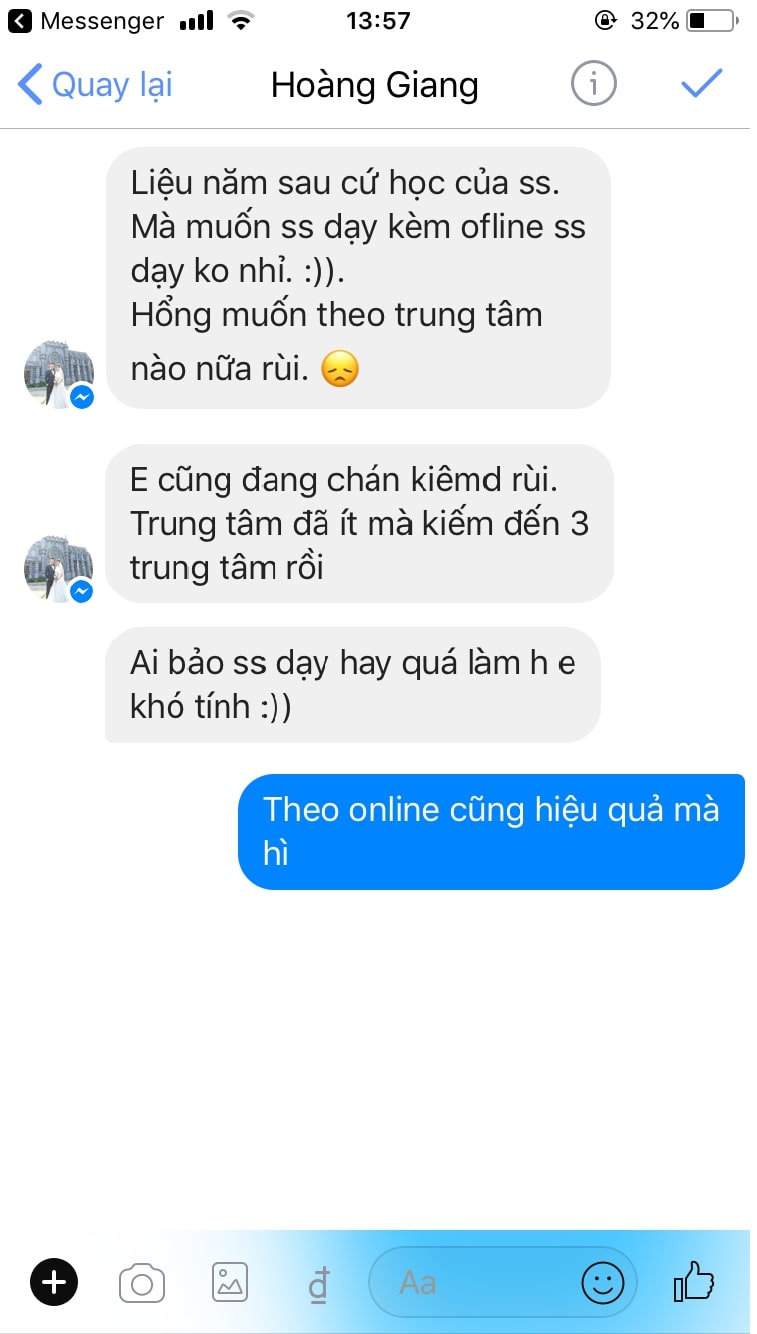 Messenger 13:57 32%
Quay lại Hoàng Giang
Liệu năm sau cứ học của ss.
Mà muốn ss dạy kèm ofline ss
dạy ko nhỉ. :)).
Hổng muốn theo trung tâm
nào nữa rùi. 😞
E cũng đang chán kiêmd rùi.
Trung tâm đã ít mà kiếm đến 3
trung tâm rồi
Ai bảo ss dạy hay quá làm h e
khó tính :))
Theo online cũng hiệu quả mà
hì
đ Aa